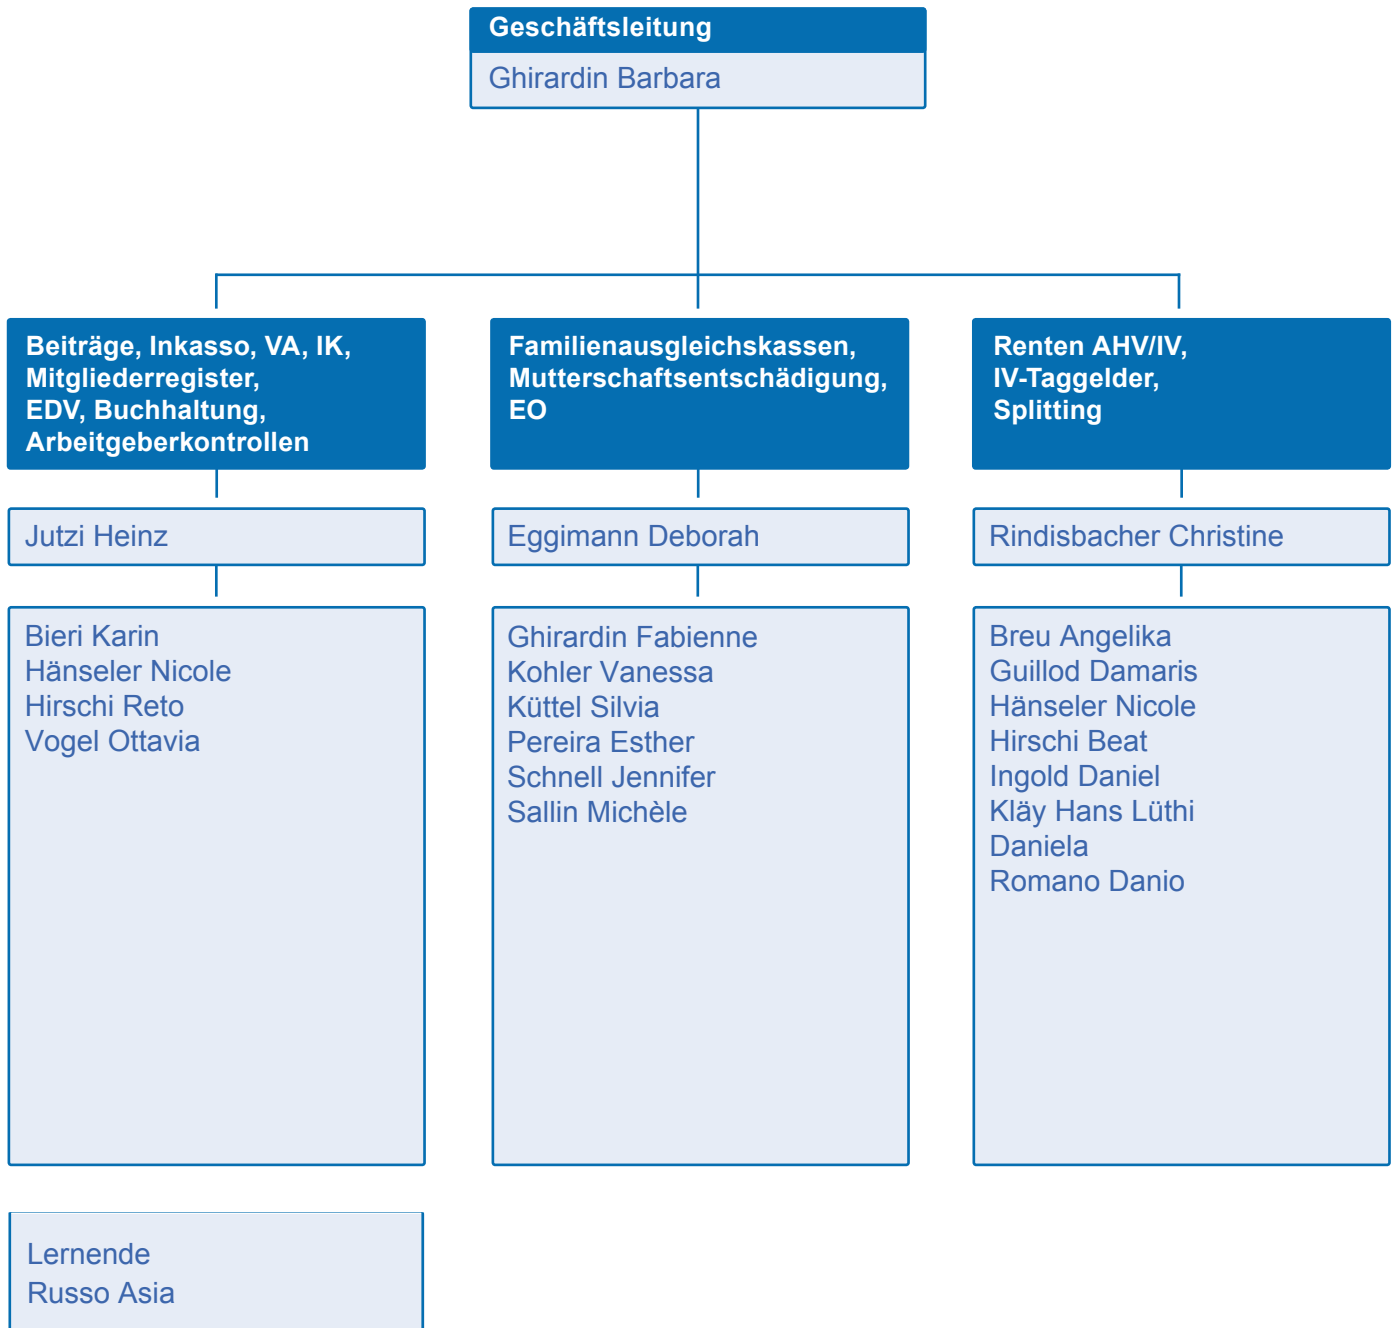 Geschäftsleitung
Ghirardin Barbara
Beiträge, Inkasso, VA, IK,
Mitgliederregister,
EDV, Buchhaltung,
Arbeitgeberkontrollen
Jutzi Heinz
Bieri Karin
Hänseler Nicole
Hirschi Reto
Vogel Ottavia
Familienausgleichskassen,
Mutterschaftsentschädigung,
EO
Eggimann Deborah
Ghirardin Fabienne
Kohler Vanessa
Küttel Silvia
Pereira Esther
Schnell Jennifer
Sallin Michèle
Renten AHV/IV,
IV-Taggelder,
Splitting
Rindisbacher Christine
Breu Angelika
Guillod Damaris
Hänseler Nicole
Hirschi Beat
Ingold Daniel
Kläy Hans Lüthi
Daniela
Romano Danio
Lernende
Russo Asia